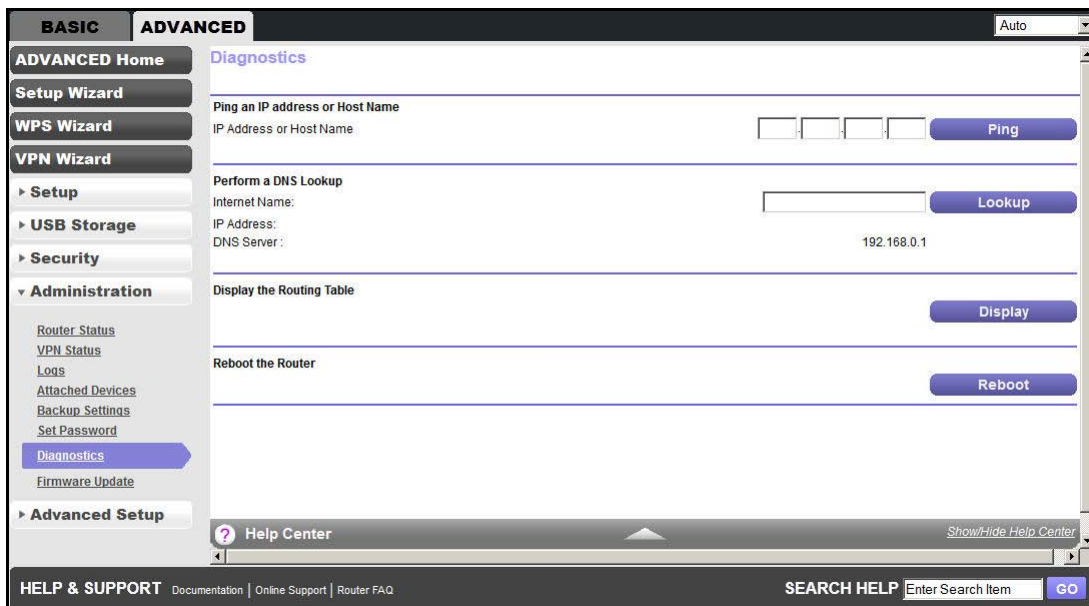 BASIC
ADVANCED
Auto
ADVANCED Home
Setup Wizard
WPS Wizard
VPN Wizard
Setup
USB Storage
Security
Administration
Router Status
VPN Status
Logs
Attached Devices
Backup Settings
Set Password
Diagnostics
Firmware Update
Advanced Setup
Diagnostics
Ping an IP address or Host Name
IP Address or Host Name
. . .
Ping
Perform a DNS Lookup
Internet Name:
Lookup
IP Address:
DNS Server : 192.168.0.1
Display the Routing Table
Display
Reboot the Router
Reboot
? Help Center
Show/Hide Help Center
HELP & SUPPORT Documentation | Online Support | Router FAQ
SEARCH HELP Enter Search Item GO